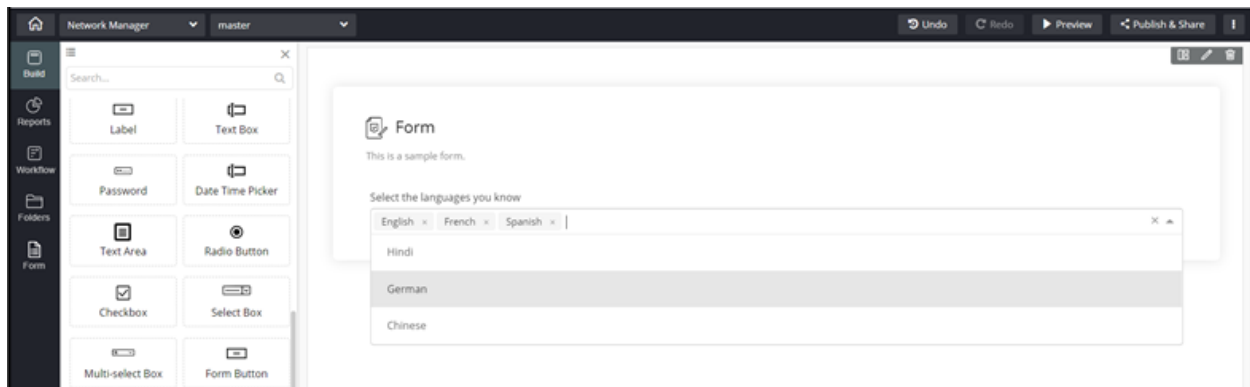 Network Manager
master
Undo
Redo
Preview
Publish & Share
Build
Reports
Workflow
Folders
Form
Search...
Label
Text Box
Password
Date Time Picker
Text Area
Radio Button
Checkbox
Select Box
Multi-select Box
Form Button
Form
This is a sample form.
Select the languages you know
English × French × Spanish ×
Hindi
German
Chinese